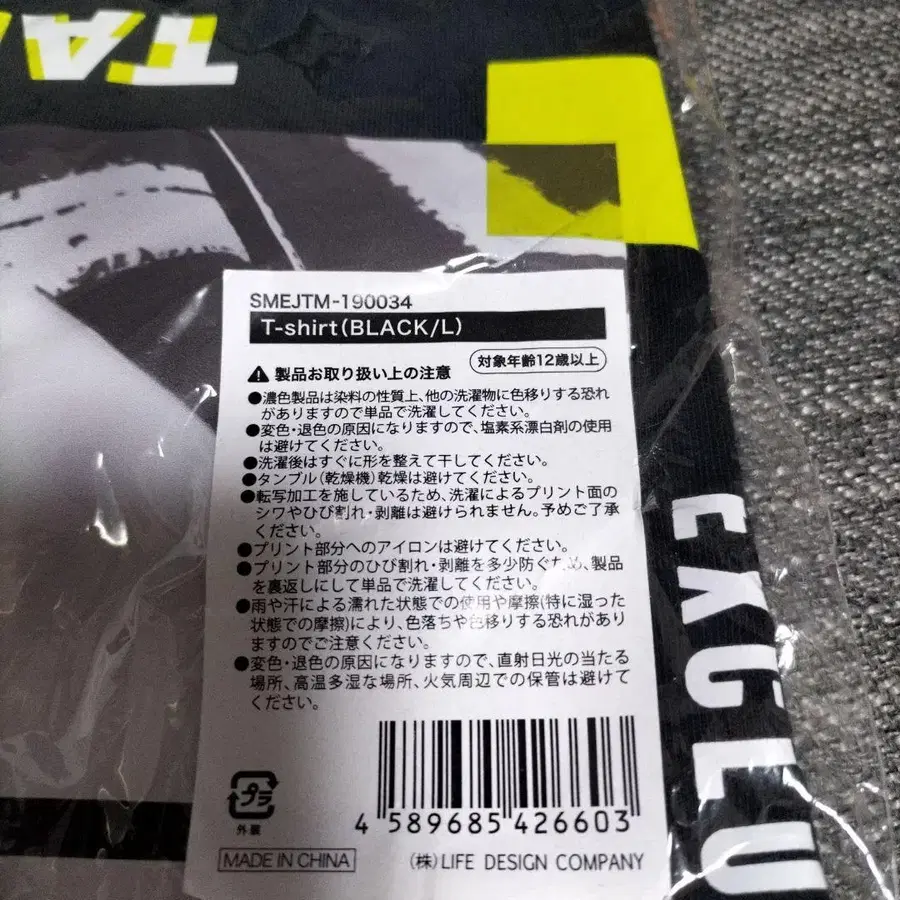 TA
SMEJTM-190034
T-shirt(BLACK/L)
対象年齢12歳以上
製品お取り扱い上の注意
●濃色製品は染料の性質上、他の洗濯物に色移りする恐れ
がありますので単品で洗濯してください。
●変色・退色の原因になりますので、塩素系漂白剤の使用
は避けてください。
●洗濯後はすぐに形を整えて干してください。
●タンブル(乾燥機)乾燥は避けてください。
●転写加工を施しているため、洗濯によるプリント面の
シワやひび割れ・剥離は避けられません。予めご了承
ください。
●プリント部分へのアイロンは避けてください。
●プリント部分のひび割れ・剥離を多少防ぐため、製品
を裏返しにして単品で洗濯してください。
●雨や汗による濡れた状態での使用や摩擦(特に湿った
状態での摩擦)により、色落ちや色移りする恐れがあり
ますのでご注意ください。
●変色・退色の原因になりますので、直射日光の当たる
場所、高温多湿な場所、火気周辺での保管は避けて
ください。
プラ
外装
4 589685 426603
MADE IN CHINA
(株)LIFE DESIGN COMPANY
EXCLU